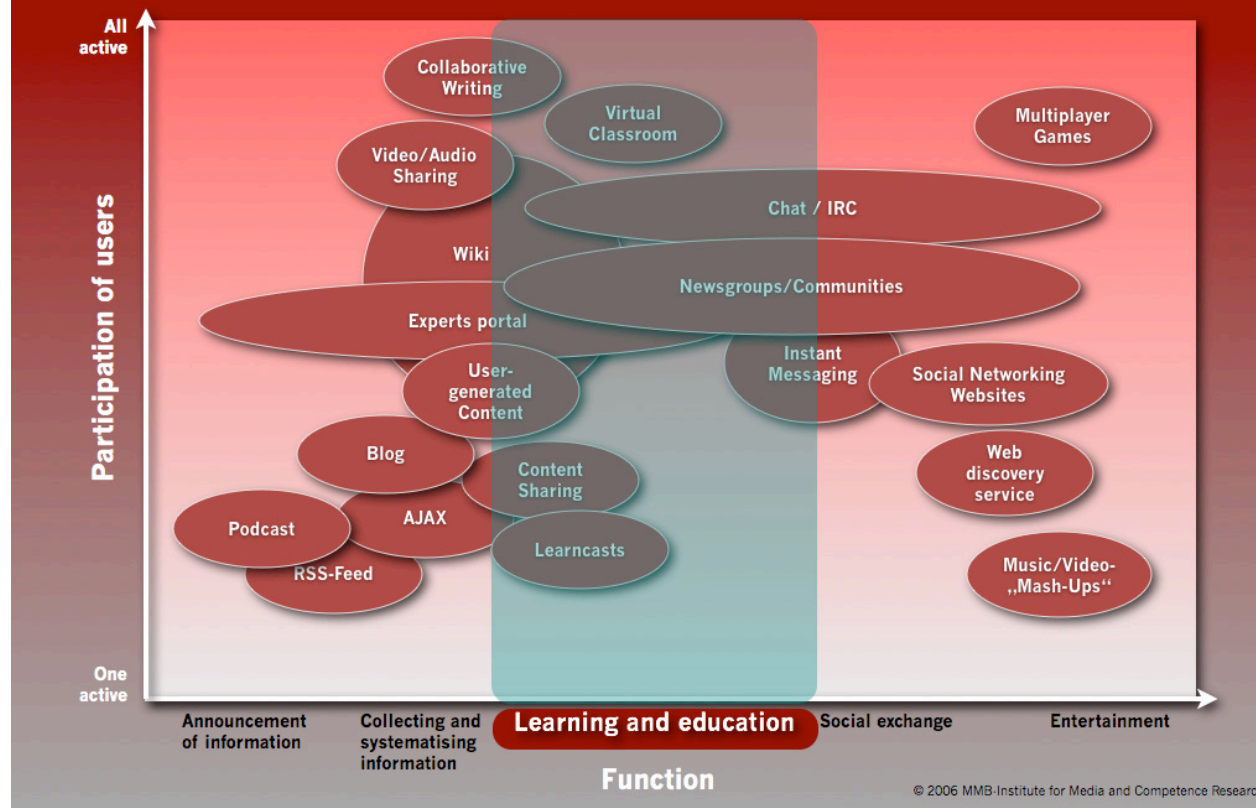 All
active
Participation of users
One
active
Collaborative
Writing
Virtual
Classroom
Multiplayer
Games
Video/Audio
Sharing
Chat / IRC
Wiki
Newsgroups/Communities
Experts portal
Instant
Messaging
User-
generated
Content
Social Networking
Websites
Blog
Content
Sharing
Web
discovery
service
Podcast
AJAX
Learncasts
RSS-Feed
Music/Video-
„Mash-Ups“
Announcement
of information
Collecting and
systematising
information
Learning and education
Social exchange
Entertainment
Function
© 2006 MMB-Institute for Media and Competence Researc